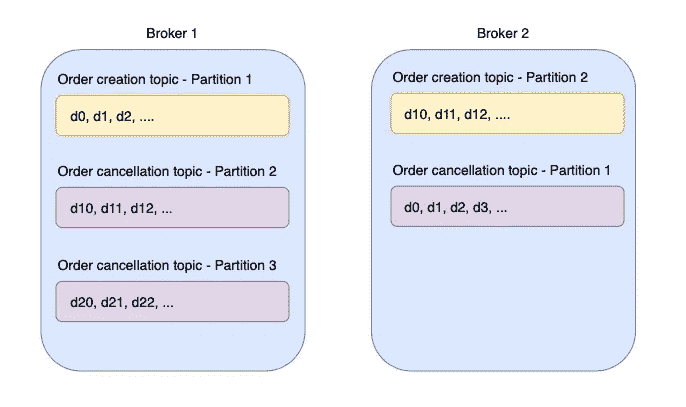 Broker 1
Order creation topic - Partition 1
d0, d1, d2, ....
Order cancellation topic - Partition 2
d10, d11, d12, ...
Order cancellation topic - Partition 3
d20, d21, d22, ...
Broker 2
Order creation topic - Partition 2
d10, d11, d12, ....
Order cancellation topic - Partition 1
d0, d1, d2, d3, ...